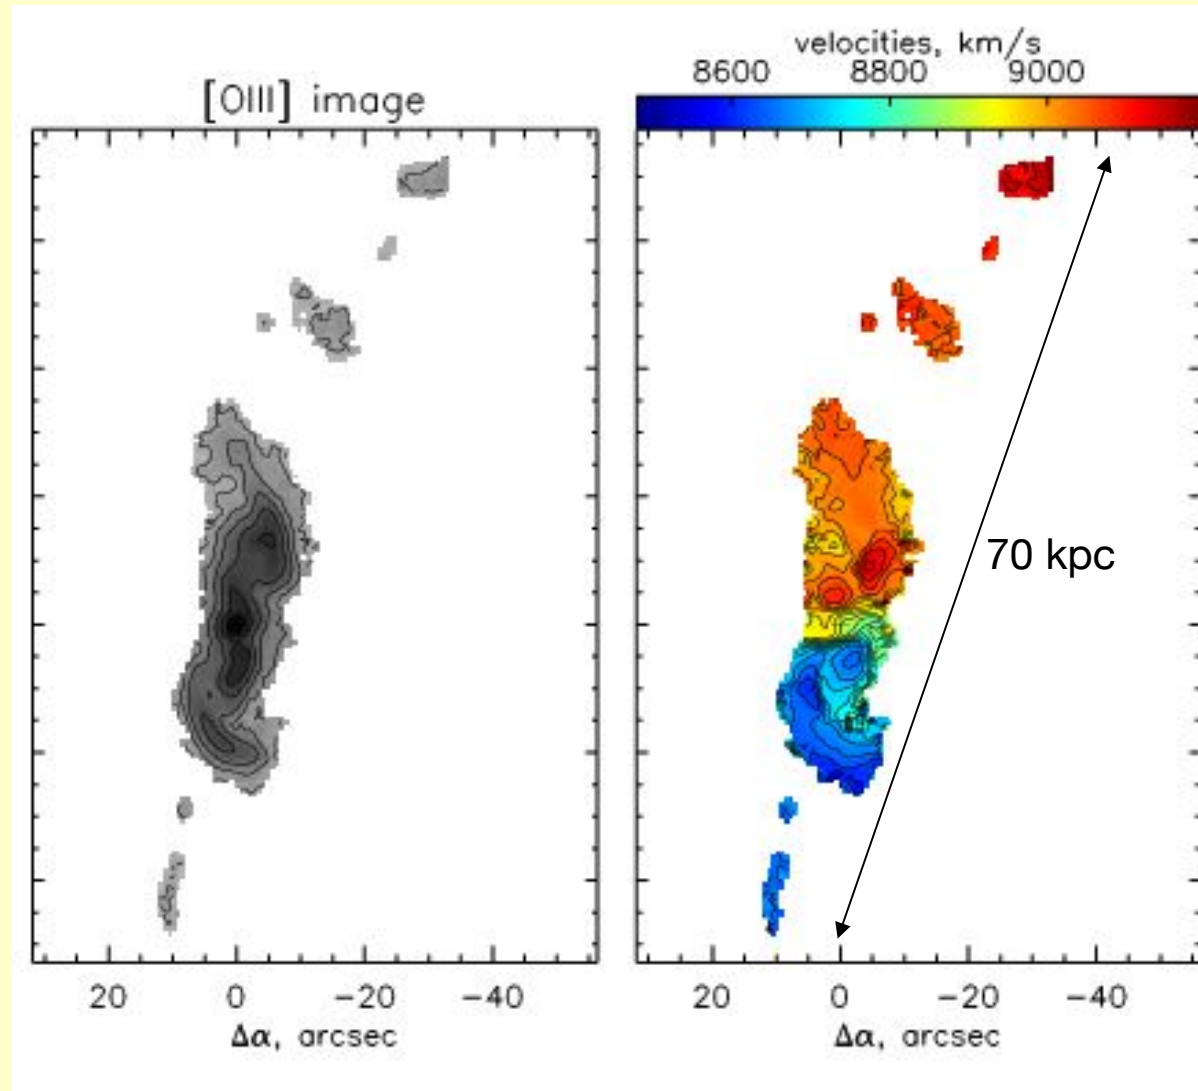 velocities, km/s
8600 8800 9000
[OIII] image
70 kpc
20 0 −20 −40
Δα, arcsec
20 0 −20 −40
Δα, arcsec